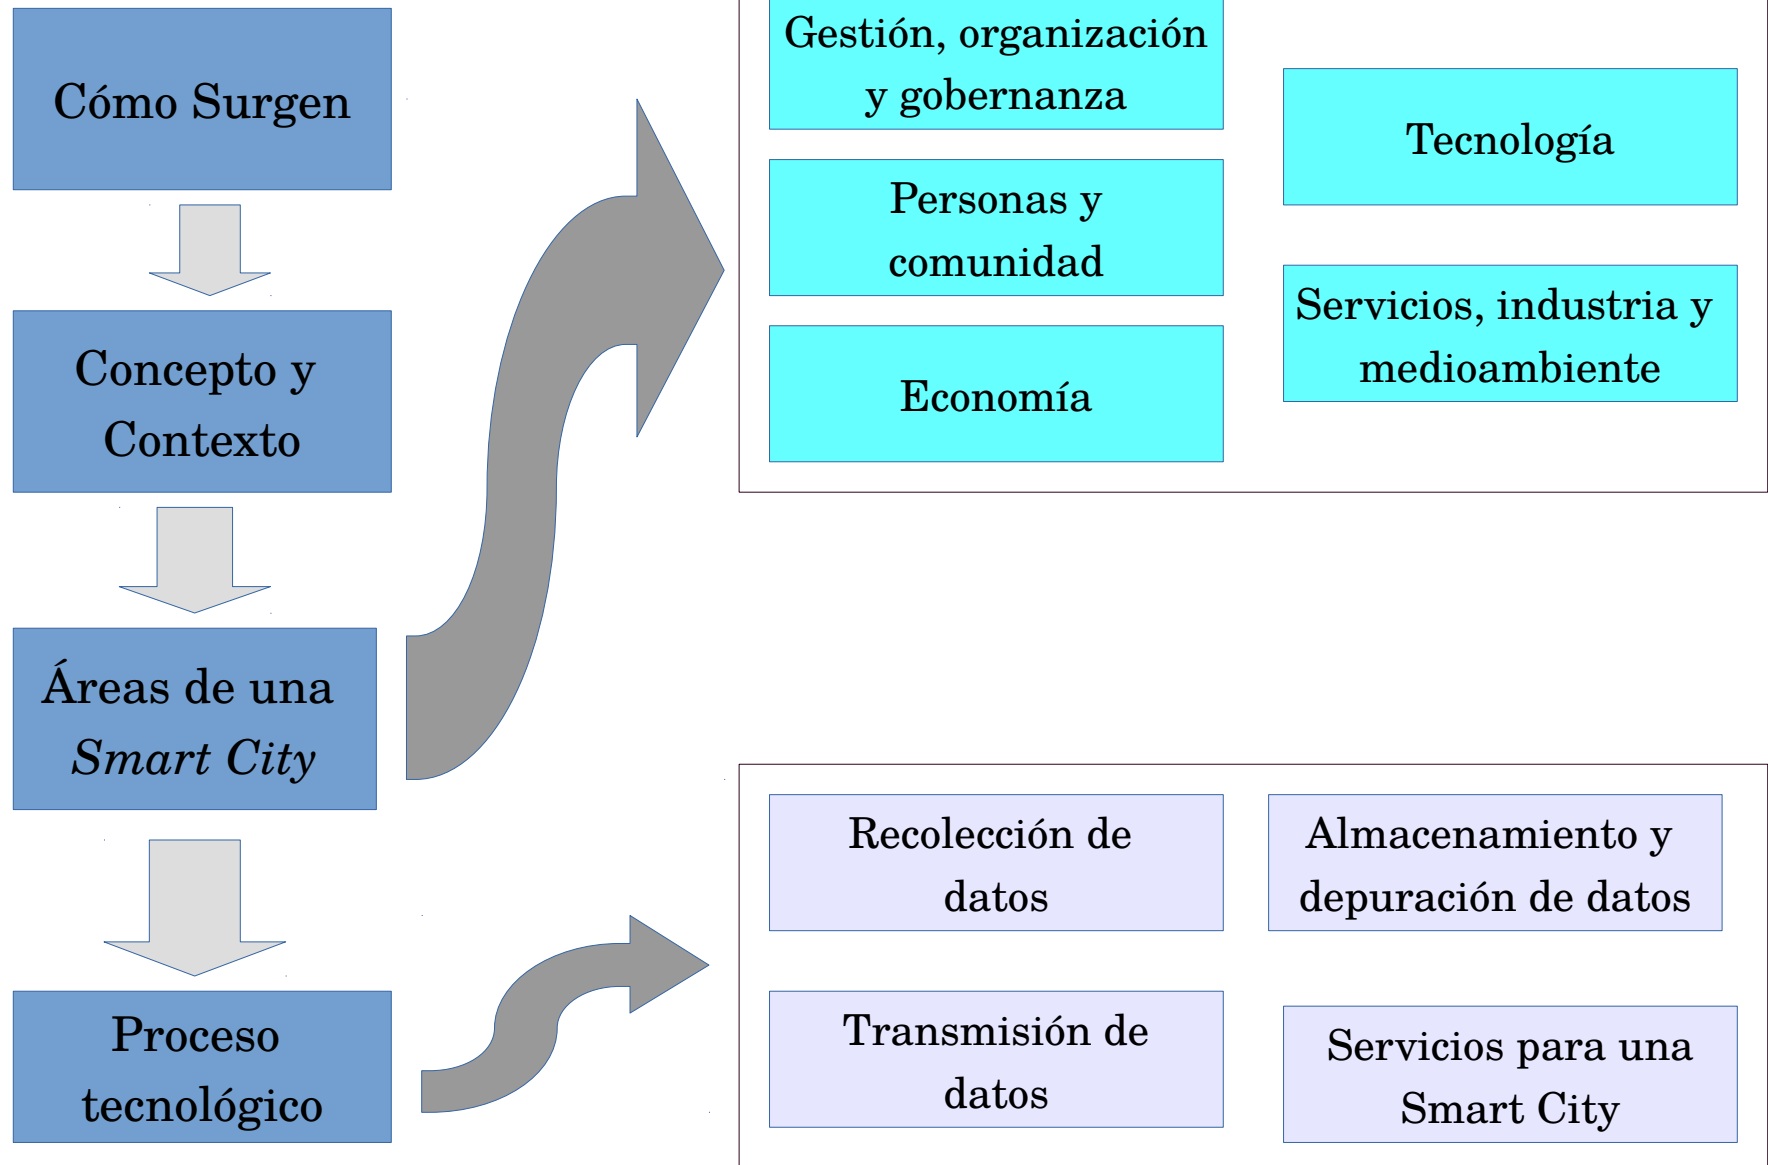 Cómo Surgen
Concepto y
Contexto
Áreas de una
Smart City
Proceso
tecnológico
Gestión, organización
y gobernanza
Personas y
comunidad
Economía
Tecnología
Servicios, industria y
medioambiente
Recolección de
datos
Transmisión de
datos
Almacenamiento y
depuración de datos
Servicios para una
Smart City